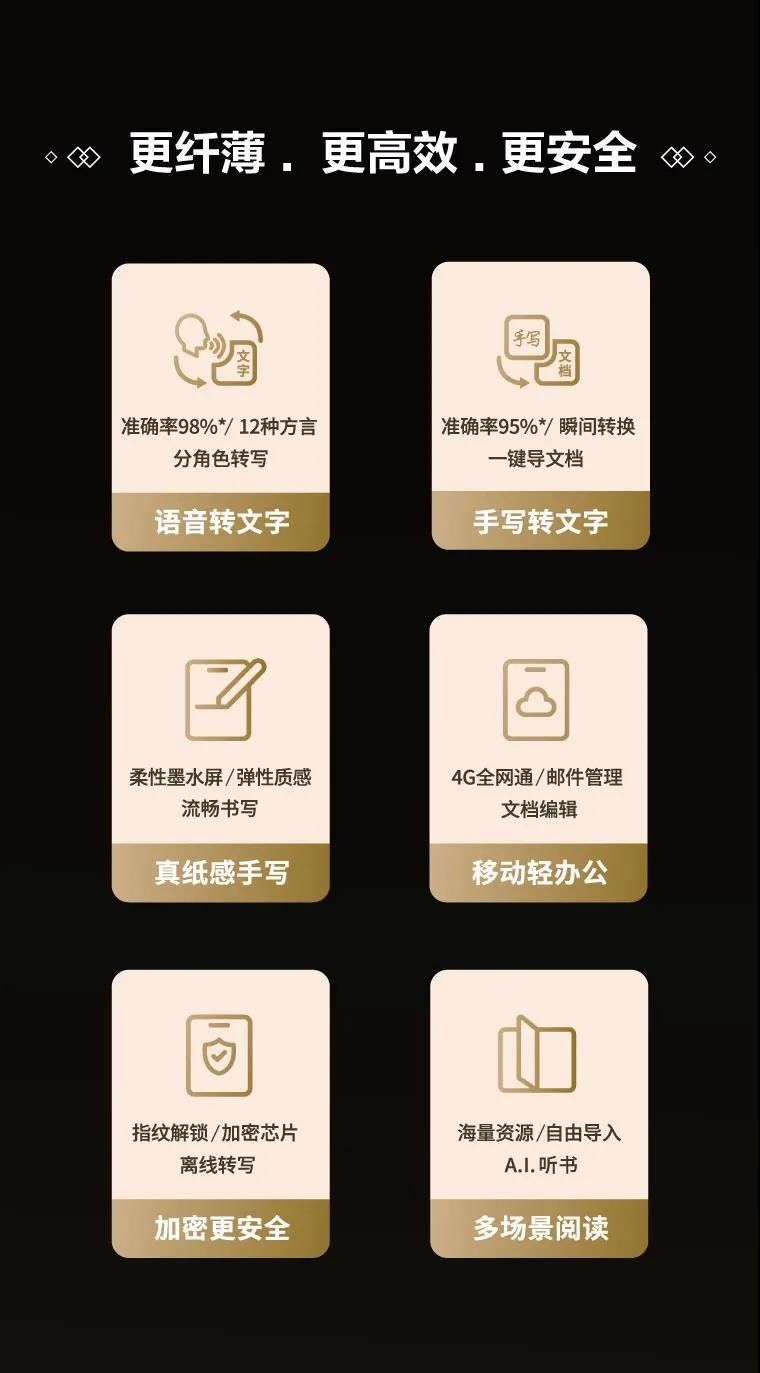 更纤薄 . 更高效 . 更安全
文字
准确率98%*/ 12种方言
分角色转写
语音转文字
手写
文档
准确率95%*/ 瞬间转换
一键导文档
手写转文字
柔性墨水屏/弹性质感
流畅书写
真纸感手写
4G全网通/邮件管理
文档编辑
移动轻办公
指纹解锁/加密芯片
离线转写
加密更安全
海量资源/自由导入
A.I. 听书
多场景阅读